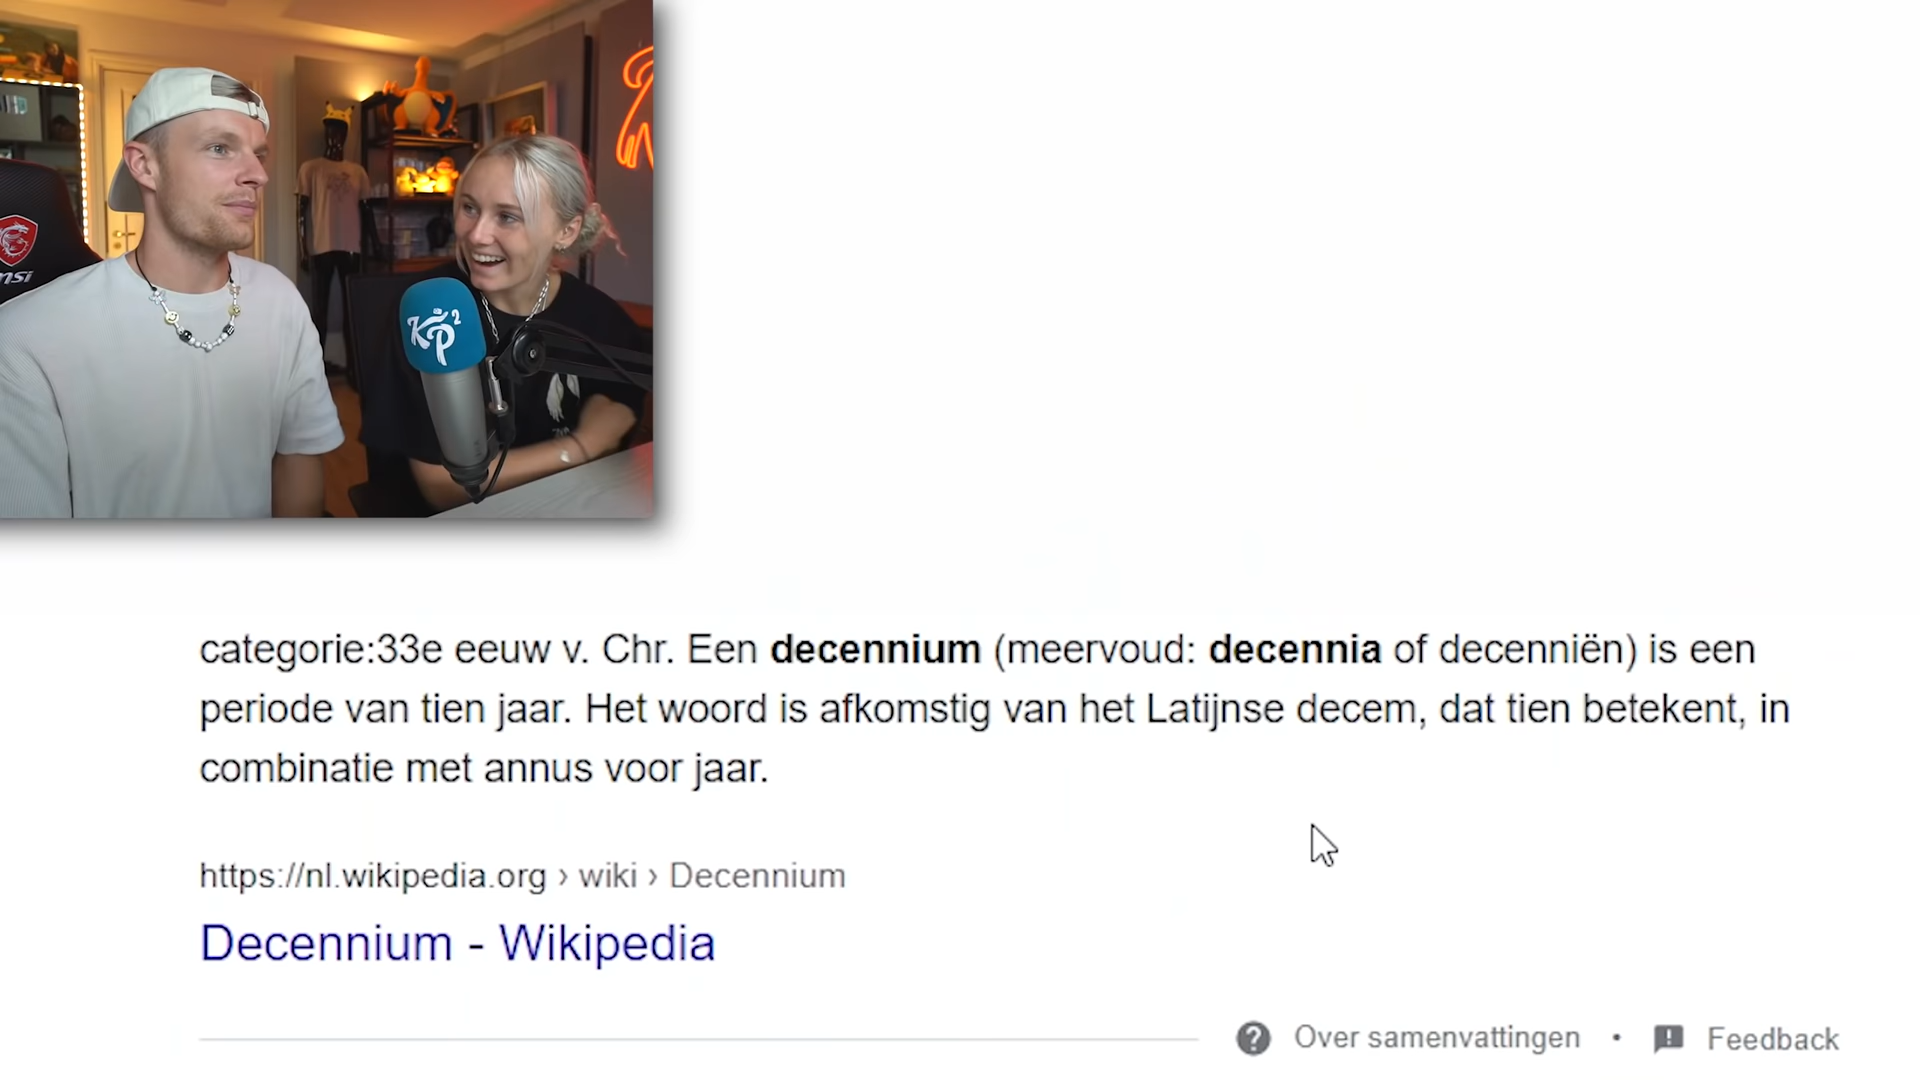 msi
KP²
categorie:33e eeuw v. Chr. Een decennium (meervoud: decennia of decenniën) is een
periode van tien jaar. Het woord is afkomstig van het Latijnse decem, dat tien betekent, in
combinatie met annus voor jaar.
https://nl.wikipedia.org › wiki › Decennium
Decennium - Wikipedia
Over samenvattingen • Feedback